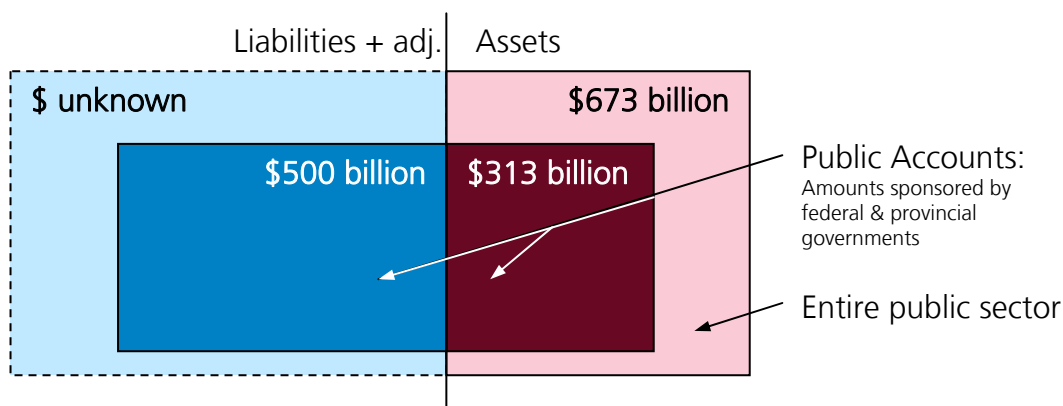 Liabilities + adj.
Assets
$ unknown
$673 billion
$500 billion
$313 billion
Public Accounts:
Amounts sponsored by
federal & provincial
governments
Entire public sector